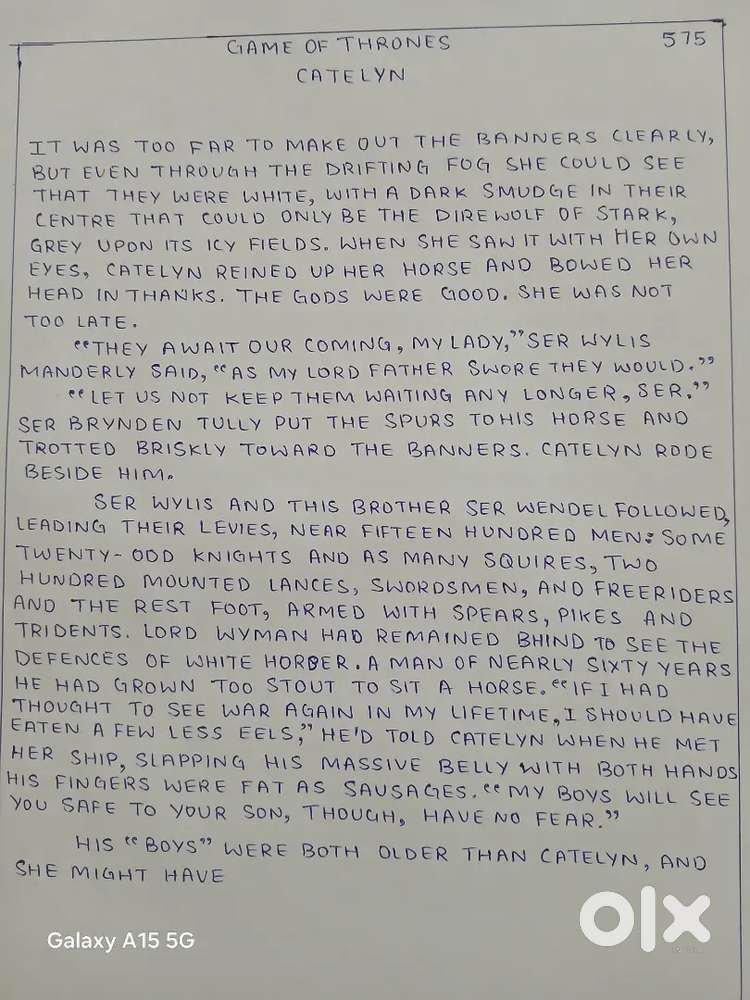 GAME OF THRONES 575
CATELYN
IT WAS TOO FAR TO MAKE OUT THE BANNERS CLEARLY,
BUT EVEN THROUGH THE DRIFTING FOG SHE COULD SEE
THAT THEY WERE WHITE, WITH A DARK SMUDGE IN THEIR
CENTRE THAT COULD ONLY BE THE DIREWOLF OF STARK,
GREY UPON ITS ICY FIELDS. WHEN SHE SAW IT WITH HER OWN
EYES, CATELYN REINED UP HER HORSE AND BOWED HER
HEAD IN THANKS. THE GODS WERE GOOD. SHE WAS NOT
TOO LATE.
“THEY AWAIT OUR COMING, MY LADY,” SER WYLIS
MANDERLY SAID, “AS MY LORD FATHER SWORE THEY WOULD.”
“LET US NOT KEEP THEM WAITING ANY LONGER, SER.”
SER BRYNDEN TULLY PUT THE SPURS TO HIS HORSE AND
TROTTED BRISKLY TOWARD THE BANNERS. CATELYN RODE
BESIDE HIM.
SER WYLIS AND THIS BROTHER SER WENDEL FOLLOWED,
LEADING THEIR LEVIES, NEAR FIFTEEN HUNDRED MEN: SOME
TWENTY-ODD KNIGHTS AND AS MANY SQUIRES, TWO
HUNDRED MOUNTED LANCES, SWORDSMEN, AND FREERIDERS
AND THE REST FOOT, ARMED WITH SPEARS, PIKES AND
TRIDENTS. LORD WYMAN HAD REMAINED BHIND TO SEE THE
DEFENCES OF WHITE HORBER. A MAN OF NEARLY SIXTY YEARS
HE HAD GROWN TOO STOUT TO SIT A HORSE. “IF I HAD
THOUGHT TO SEE WAR AGAIN IN MY LIFETIME, I SHOULD HAVE
EATEN A FEW LESS EELS,” HE'D TOLD CATELYN WHEN HE MET
HER SHIP, SLAPPING HIS MASSIVE BELLY WITH BOTH HANDS
HIS FINGERS WERE FAT AS SAUSAGES. “MY BOYS WILL SEE
YOU SAFE TO YOUR SON, THOUGH, HAVE NO FEAR.”
HIS “BOYS” WERE BOTH OLDER THAN CATELYN, AND
SHE MIGHT HAVE
Galaxy A15 5G
olx